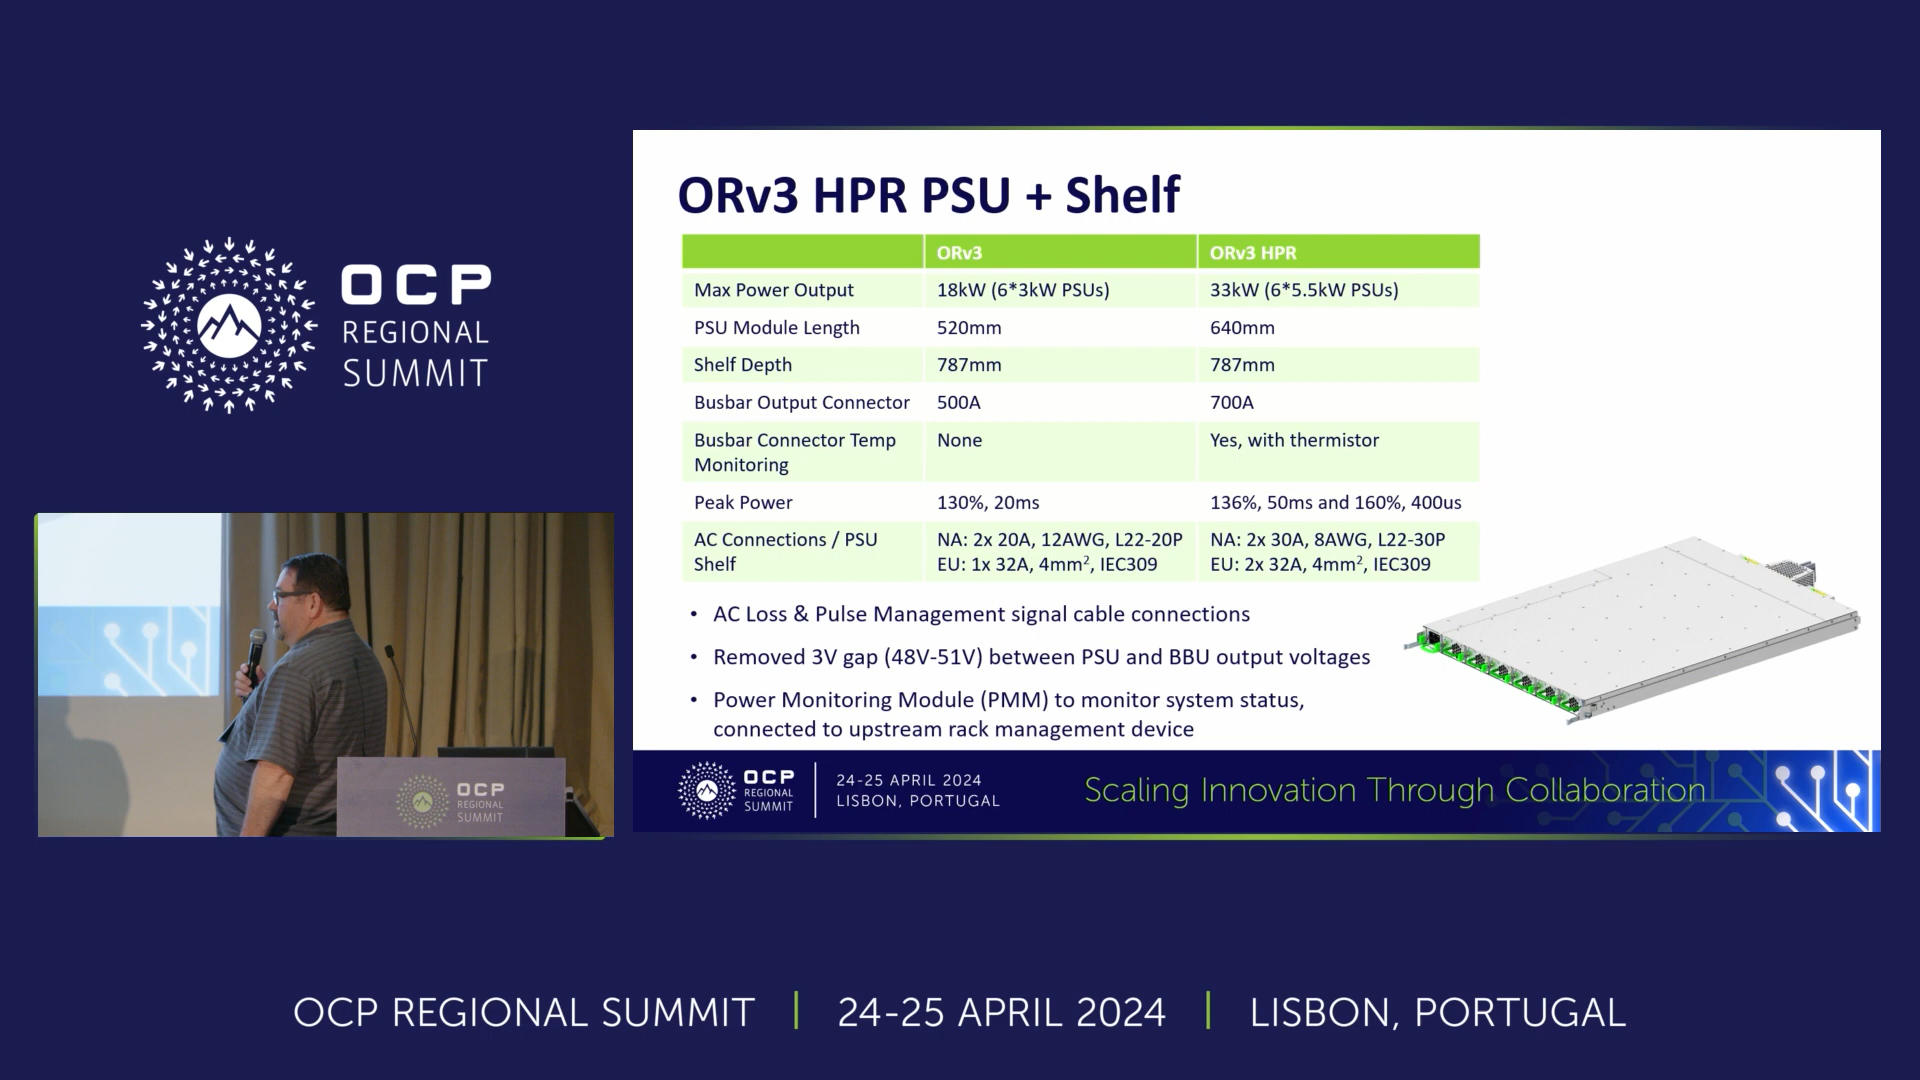 OCP
REGIONAL
SUMMIT
ORv3 HPR PSU + Shelf
ORv3 ORv3 HPR
Max Power Output 18kW (6*3kW PSUs) 33kW (6*5.5kW PSUs)
PSU Module Length 520mm 640mm
Shelf Depth 787mm 787mm
Busbar Output Connector 500A 700A
Busbar Connector Temp None Yes, with thermistor
Monitoring
Peak Power 130%, 20ms 136%, 50ms and 160%, 400us
AC Connections / PSU NA: 2x 20A, 12AWG, L22-20P NA: 2x 30A, 8AWG, L22-30P
Shelf EU: 1x 32A, 4mm², IEC309 EU: 2x 32A, 4mm², IEC309
• AC Loss & Pulse Management signal cable connections
• Removed 3V gap (48V-51V) between PSU and BBU output voltages
• Power Monitoring Module (PMM) to monitor system status,
connected to upstream rack management device
OCP
REGIONAL
SUMMIT
24-25 APRIL 2024
LISBON, PORTUGAL
Scaling Innovation Through Collaboration
OCP
REGIONAL
SUMMIT
OCP REGIONAL SUMMIT | 24-25 APRIL 2024 | LISBON, PORTUGAL